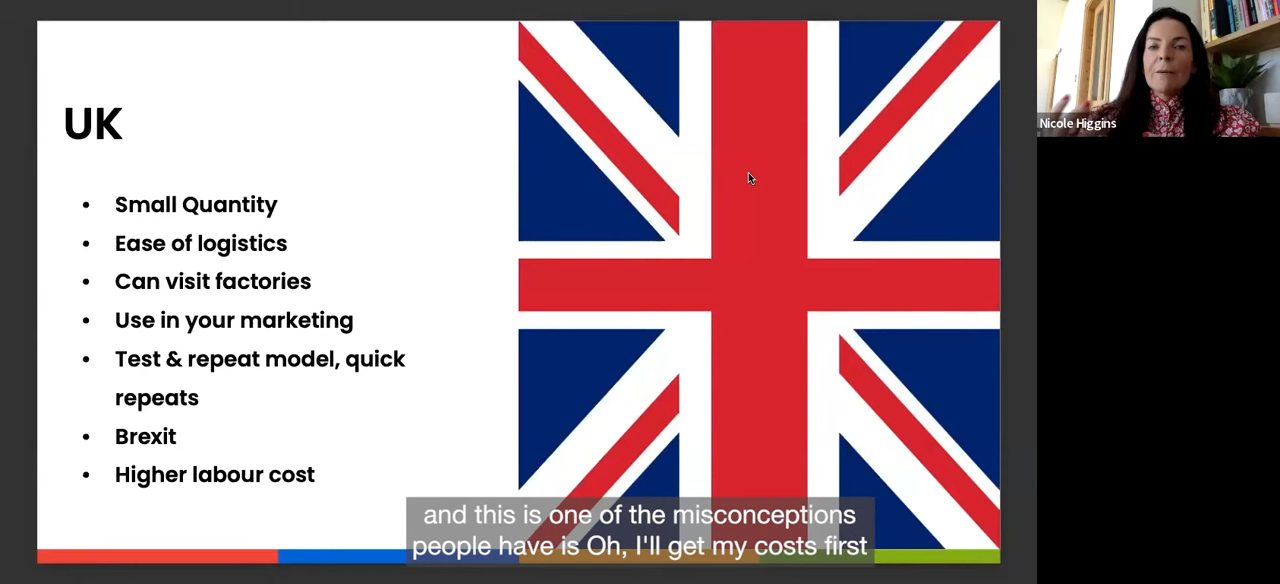 UK
• Small Quantity
• Ease of logistics
• Can visit factories
• Use in your marketing
• Test & repeat model, quick
repeats
• Brexit
• Higher labour cost
and this is one of the misconceptions
people have is Oh, I'll get my costs first
Nicole Higgins